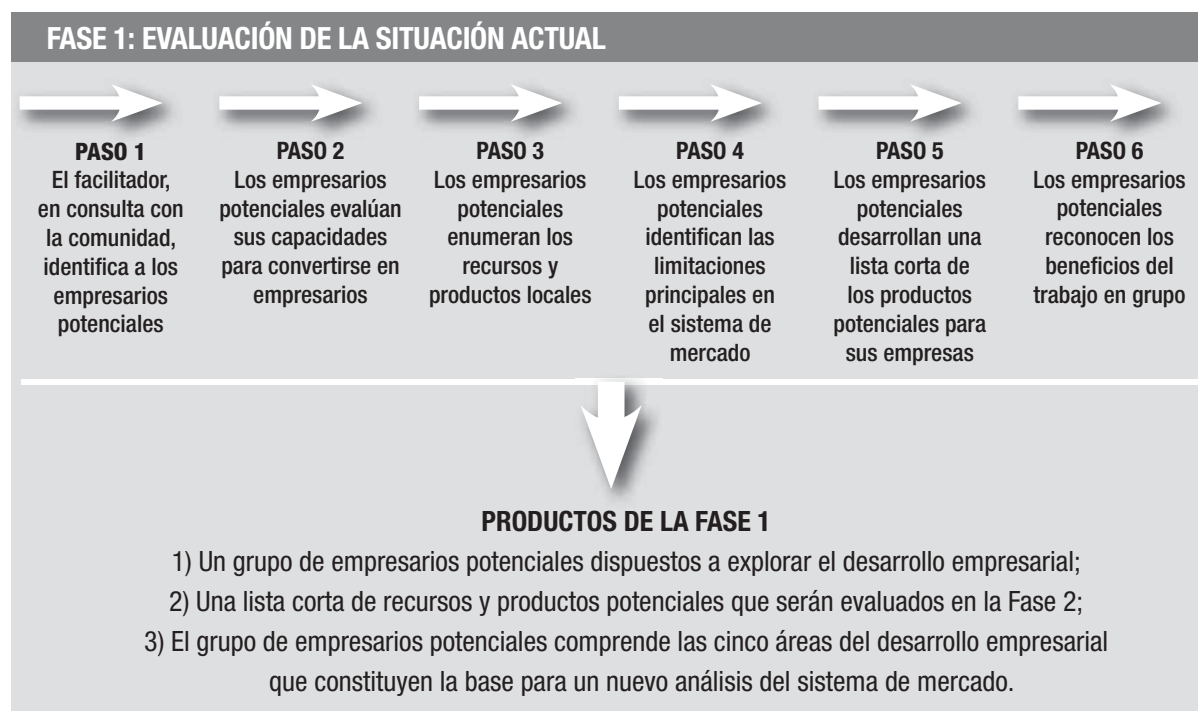 FASE 1: EVALUACIÓN DE LA SITUACIÓN ACTUAL
PASO 1
El facilitador,
en consulta con
la comunidad,
identifica a los
empresarios
potenciales
PASO 2
Los empresarios
potenciales evalúan
sus capacidades
para convertirse en
empresarios
PASO 3
Los empresarios
potenciales
enumeran los
recursos y
productos locales
PASO 4
Los empresarios
potenciales
identifican las
limitaciones
principales en
el sistema de
mercado
PASO 5
Los empresarios
potenciales
desarrollan una
lista corta de
los productos
potenciales para
sus empresas
PASO 6
Los empresarios
potenciales
reconocen los
beneficios del
trabajo en grupo
PRODUCTOS DE LA FASE 1
1) Un grupo de empresarios potenciales dispuestos a explorar el desarrollo empresarial;
2) Una lista corta de recursos y productos potenciales que serán evaluados en la Fase 2;
3) El grupo de empresarios potenciales comprende las cinco áreas del desarrollo empresarial
que constituyen la base para un nuevo análisis del sistema de mercado.